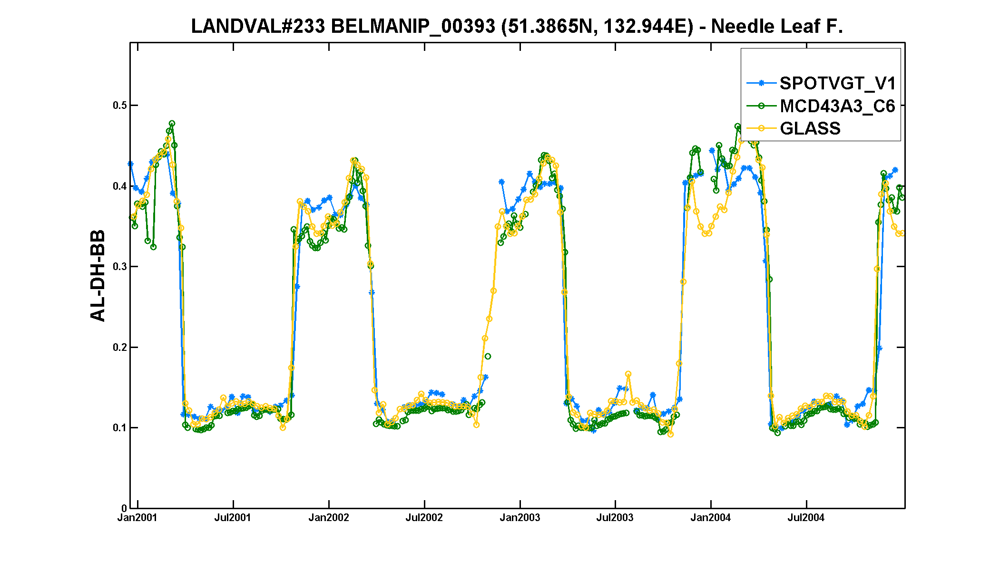 LANDVAL#233 BELMANIP_00393 (51.3865N, 132.944E) - Needle Leaf F.
SPOTVGT_V1
MCD43A3_C6
GLASS
AL-DH-BB
0.5
0.4
0.3
0.2
0.1
0
Jan2001 Jul2001 Jan2002 Jul2002 Jan2003 Jul2003 Jan2004 Jul2004